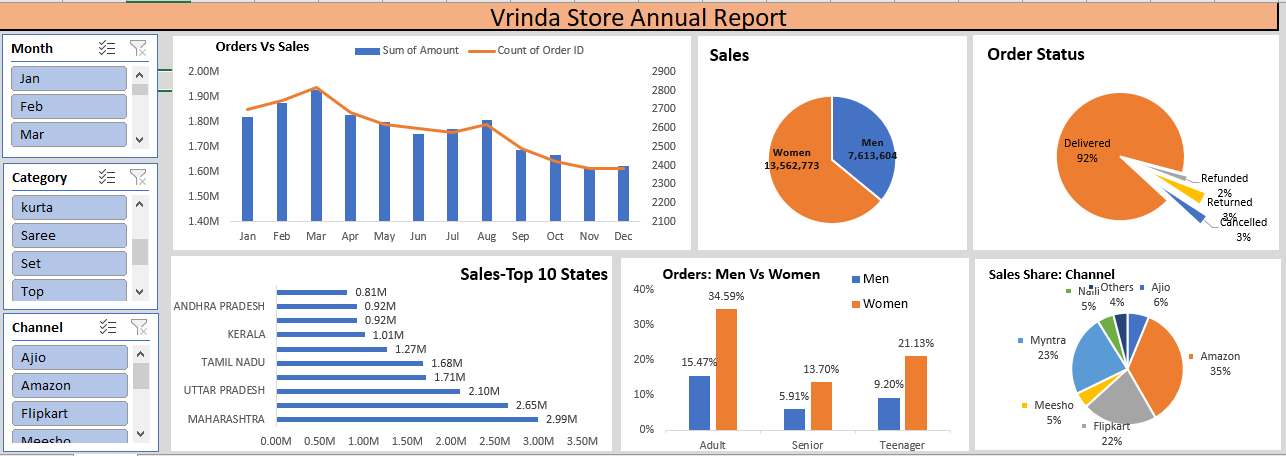 Vrinda Store Annual Report
Month
Jan
Feb
Mar
Category
kurta
Saree
Set
Top
Channel
Ajio
Amazon
Flipkart
Meesho
Orders Vs Sales
Sum of Amount
Count of Order ID
2.00M
1.90M
1.80M
1.70M
1.60M
1.50M
1.40M
2900
2800
2700
2600
2500
2400
2300
2200
2100
Jan Feb Mar Apr May Jun Jul Aug Sep Oct Nov Dec
Sales
Women
13,562,773
Men
7,613,604
Order Status
Delivered
92%
Refunded
2%
Returned
3%
Cancelled
3%
Sales-Top 10 States
0.81M
ANDHRA PRADESH 0.92M
0.92M
KERALA 1.01M
1.27M
TAMIL NADU 1.68M
1.71M
UTTAR PRADESH 2.10M
2.65M
MAHARASHTRA 2.99M
0.00M 0.50M 1.00M 1.50M 2.00M 2.50M 3.00M 3.50M
Orders: Men Vs Women
Men
Women
40%
30%
20%
10%
0%
15.47% 34.59%
5.91% 13.70%
9.20% 21.13%
Adult Senior Teenager
Sales Share: Channel
Ajio
6%
Amazon
35%
Flipkart
22%
Meesho
5%
Myntra
23%
5%
Others
4%